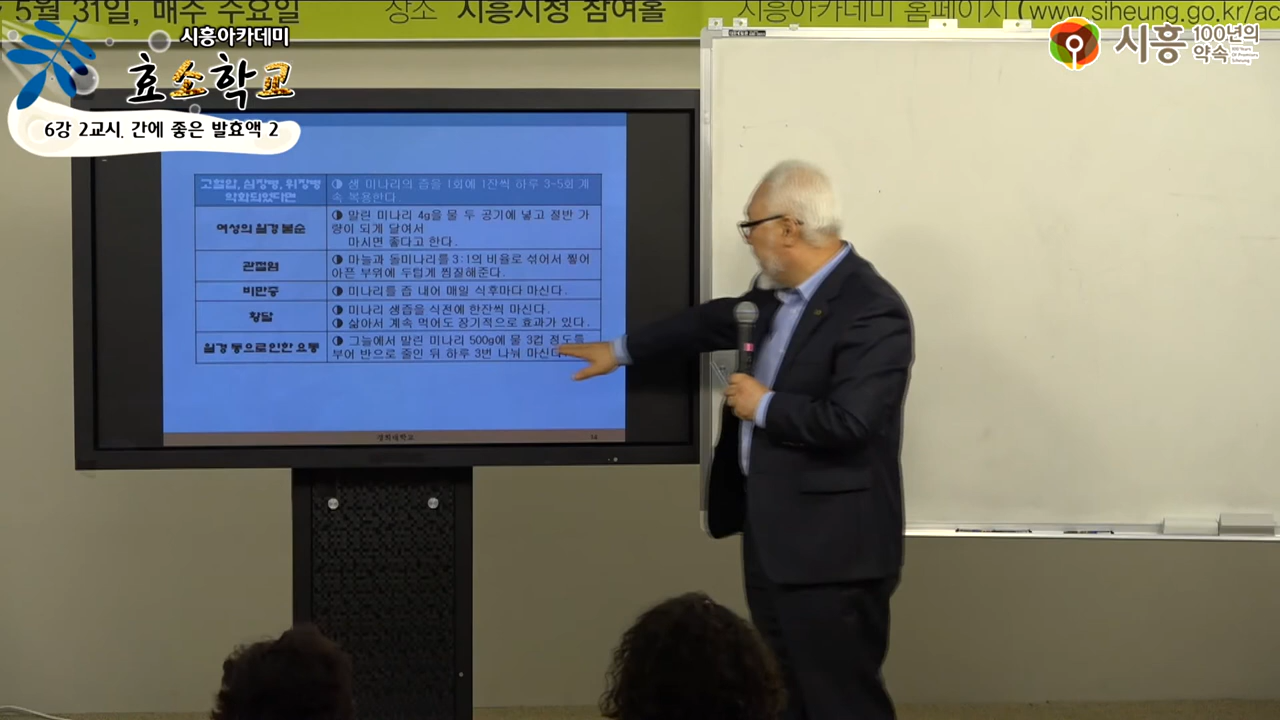 5월 31일, 매주 수요일
장소 시흥시청 참여홀
시흥아카데미 홈페이지(www.siheung.go.kr/ac
시흥아카데미
효소학교
6강 2교시. 간에 좋은 발효액 2
시흥 100년의 약속
고혈압, 심장병, 위장병 약화되었다면
◑ 생 미나리의 즙을 1회에 1잔씩 하루 3-5회 계
속 복용한다
여성의 월경 불순
◑ 말린 미나리 4g을 물 두 공기에 넣고 절반 가
량이 되게 달여서
마시면 좋다고 한다.
관절염
◑ 마늘과 돌미나리를 3:1의 비율로 섞어서 찧어
아픈 부위에 두텁게 찜질해준다.
비만증
◑ 미나리를 즙 내어 매일 식후마다 마신다.
황달
◑ 미나리 생즙을 식전에 한잔씩 마신다.
◑ 삶아서 계속 먹어도 장기적으로 효과가 있다.
월경 등으로 인한 요통
◑ 그늘에서 말린 미나리 500g에 물 3컵 정도를
부어 반으로 줄인 뒤 하루 3번 나눠 마신다.
경희대학교
14